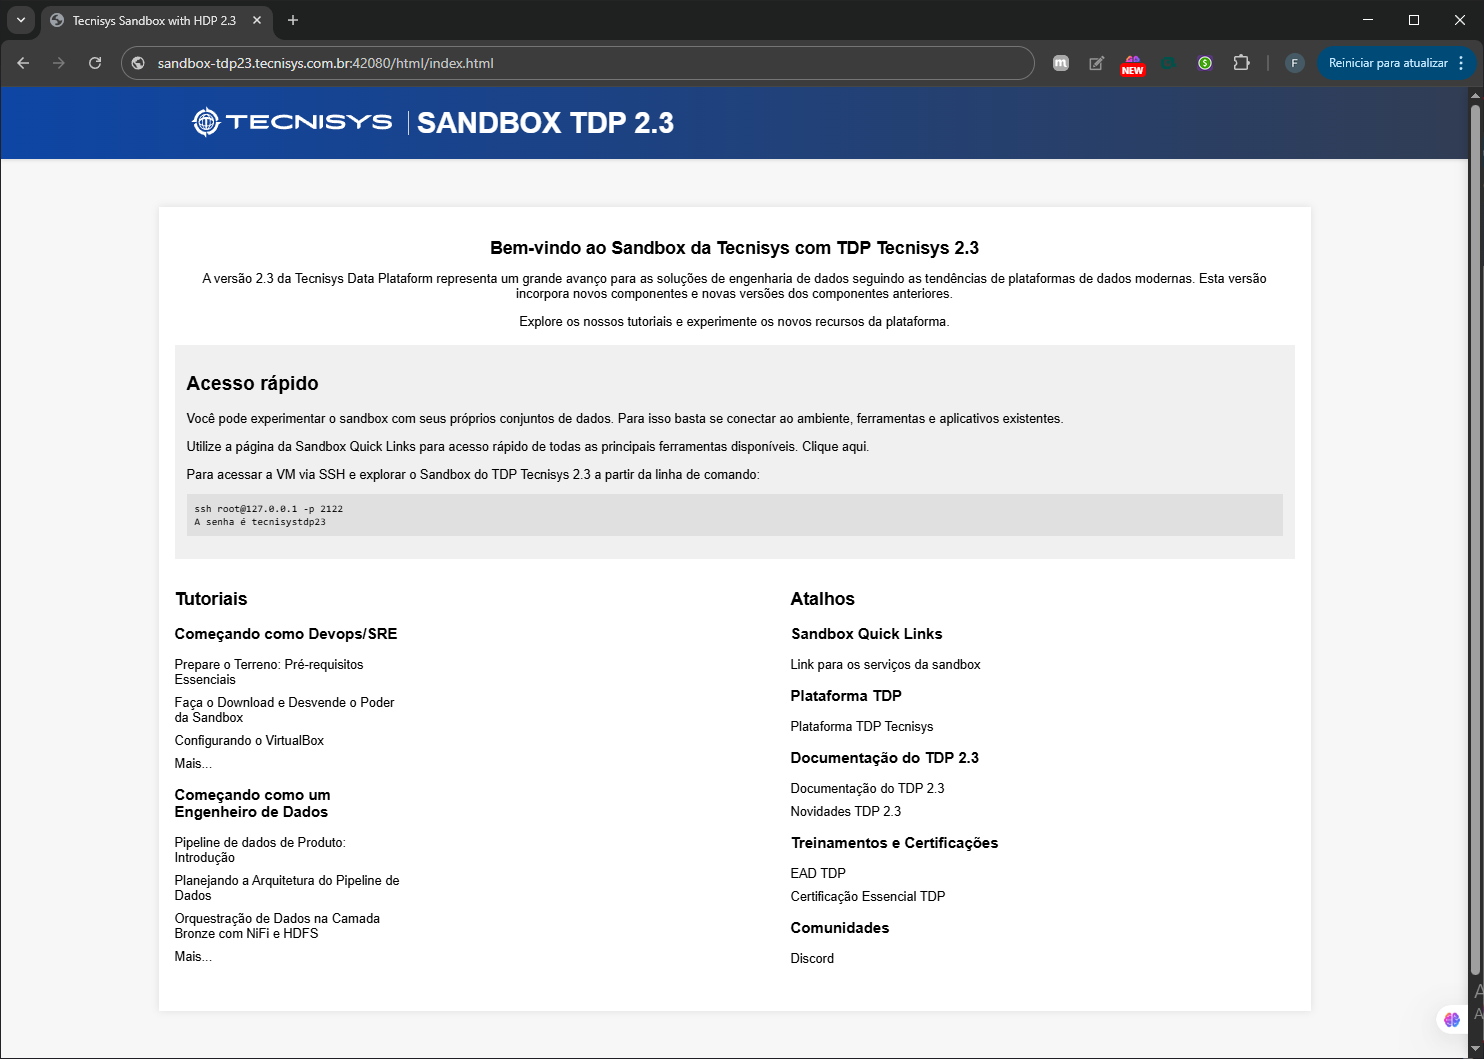 Tecnisys Sandbox with HDP 2.3
sandbox-tdp23.tecnisys.com.br:42080/html/index.html
m
NEW
$
F
Reiniciar para atualizar
TECNISYS | SANDBOX TDP 2.3
Bem-vindo ao Sandbox da Tecnisys com TDP Tecnisys 2.3
A versão 2.3 da Tecnisys Data Plataform representa um grande avanço para as soluções de engenharia de dados seguindo as tendências de plataformas de dados modernas. Esta versão
incorpora novos componentes e novas versões dos componentes anteriores.
Explore os nossos tutoriais e experimente os novos recursos da plataforma.
Acesso rápido
Você pode experimentar o sandbox com seus próprios conjuntos de dados. Para isso basta se conectar ao ambiente, ferramentas e aplicativos existentes.
Utilize a página da Sandbox Quick Links para acesso rápido de todas as principais ferramentas disponíveis. Clique aqui.
Para acessar a VM via SSH e explorar o Sandbox do TDP Tecnisys 2.3 a partir da linha de comando:
ssh root@127.0.0.1 -p 2122
A senha é tecnisystdp23
Tutoriais
Começando como Devops/SRE
Prepare o Terreno: Pré-requisitos
Essenciais
Faça o Download e Desvende o Poder
da Sandbox
Configurando o VirtualBox
Mais...
Começando como um
Engenheiro de Dados
Pipeline de dados de Produto:
Introdução
Planejando a Arquitetura do Pipeline de
Dados
Orquestração de Dados na Camada
Bronze com NiFi e HDFS
Mais...
Atalhos
Sandbox Quick Links
Link para os serviços da sandbox
Plataforma TDP
Plataforma TDP Tecnisys
Documentação do TDP 2.3
Documentação do TDP 2.3
Novidades TDP 2.3
Treinamentos e Certificações
EAD TDP
Certificação Essencial TDP
Comunidades
Discord
A
A